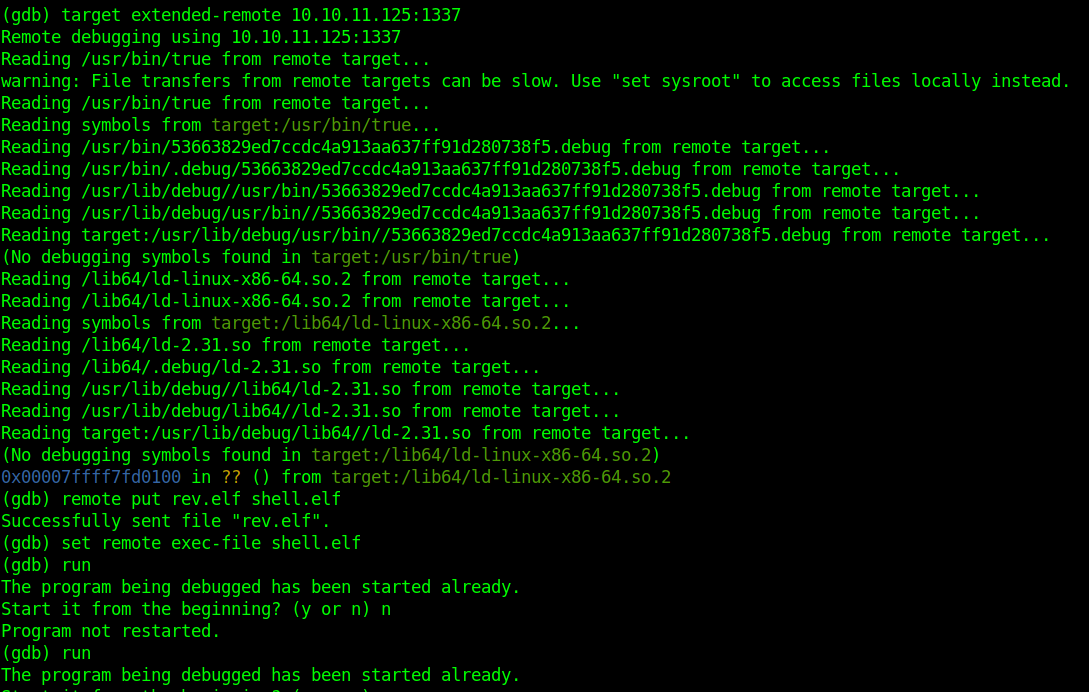 (gdb) target extended-remote 10.10.11.125:1337
Remote debugging using 10.10.11.125:1337
Reading /usr/bin/true from remote target...
warning: File transfers from remote targets can be slow. Use "set sysroot" to access files locally instead.
Reading /usr/bin/true from remote target...
Reading symbols from target:/usr/bin/true...
Reading /usr/bin/53663829ed7ccdc4a913aa637ff91d280738f5.debug from remote target...
Reading /usr/bin/.debug/53663829ed7ccdc4a913aa637ff91d280738f5.debug from remote target...
Reading /usr/lib/debug//usr/bin/53663829ed7ccdc4a913aa637ff91d280738f5.debug from remote target...
Reading /usr/lib/debug/usr/bin//53663829ed7ccdc4a913aa637ff91d280738f5.debug from remote target...
Reading target:/usr/lib/debug/usr/bin//53663829ed7ccdc4a913aa637ff91d280738f5.debug from remote target...
(No debugging symbols found in target:/usr/bin/true)
Reading /lib64/ld-linux-x86-64.so.2 from remote target...
Reading /lib64/ld-linux-x86-64.so.2 from remote target...
Reading symbols from target:/lib64/ld-linux-x86-64.so.2...
Reading /lib64/ld-2.31.so from remote target...
Reading /lib64/.debug/ld-2.31.so from remote target...
Reading /usr/lib/debug//lib64/ld-2.31.so from remote target...
Reading /usr/lib/debug/lib64//ld-2.31.so from remote target...
Reading target:/usr/lib/debug/lib64//ld-2.31.so from remote target...
(No debugging symbols found in target:/lib64/ld-linux-x86-64.so.2)
0x00007ffff7fd0100 in ?? () from target:/lib64/ld-linux-x86-64.so.2
(gdb) remote put rev.elf shell.elf
Successfully sent file "rev.elf".
(gdb) set remote exec-file shell.elf
(gdb) run
The program being debugged has been started already.
Start it from the beginning? (y or n) n
Program not restarted.
(gdb) run
The program being debugged has been started already.